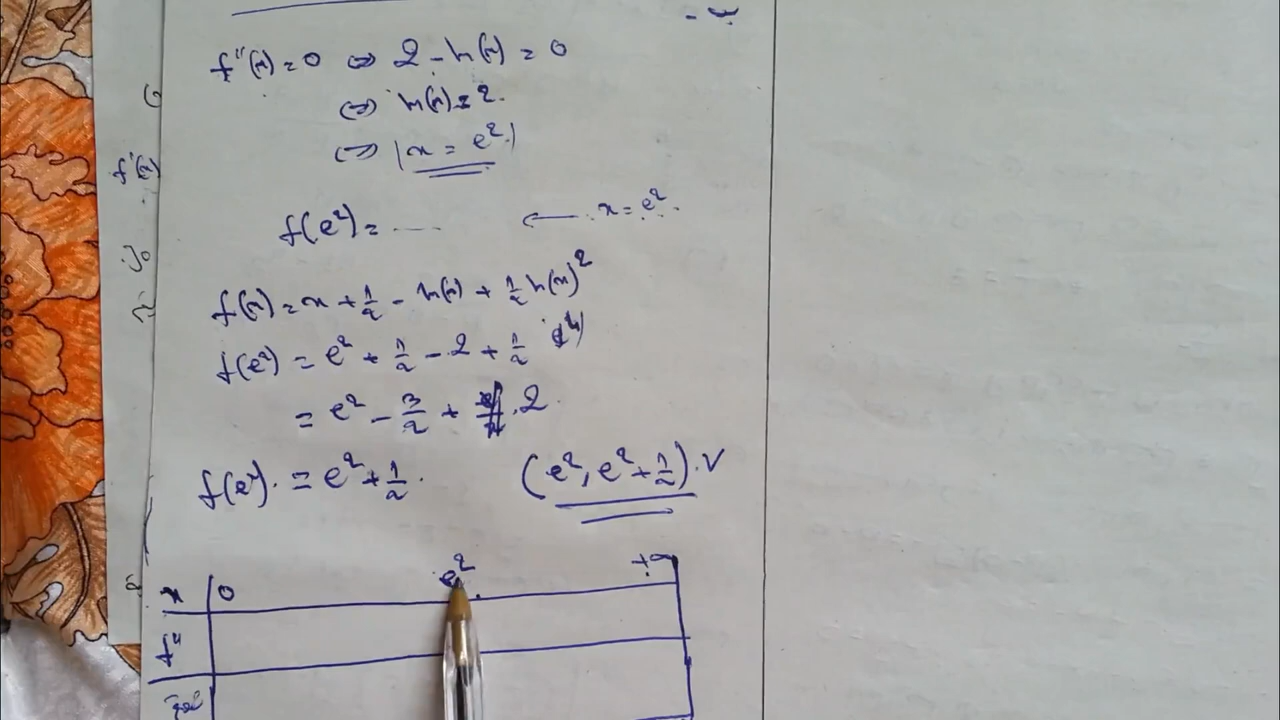 f''(x) = 0 ⇔ 2 - ln(x) = 0
⇔ ln(x) = 2.
⇔ x = e²
f'(x)
f(e²) = ...... ← x = e².
f(x) = x + 1/2 - ln(x) + 1/2 ln(x)²
f(e²) = e² + 1/2 - 2 + 1/2
= e² - 3/2 + .2
f(e²) = e² + 1/2. (e², e² + 1/2).
x 0 e² +∞
f''